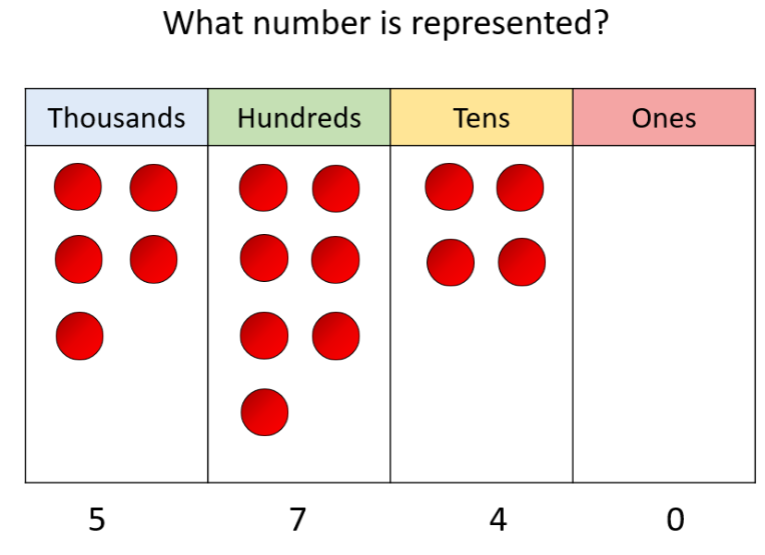 What number is represented?
Thousands Hundreds Tens Ones
5 7 4 0